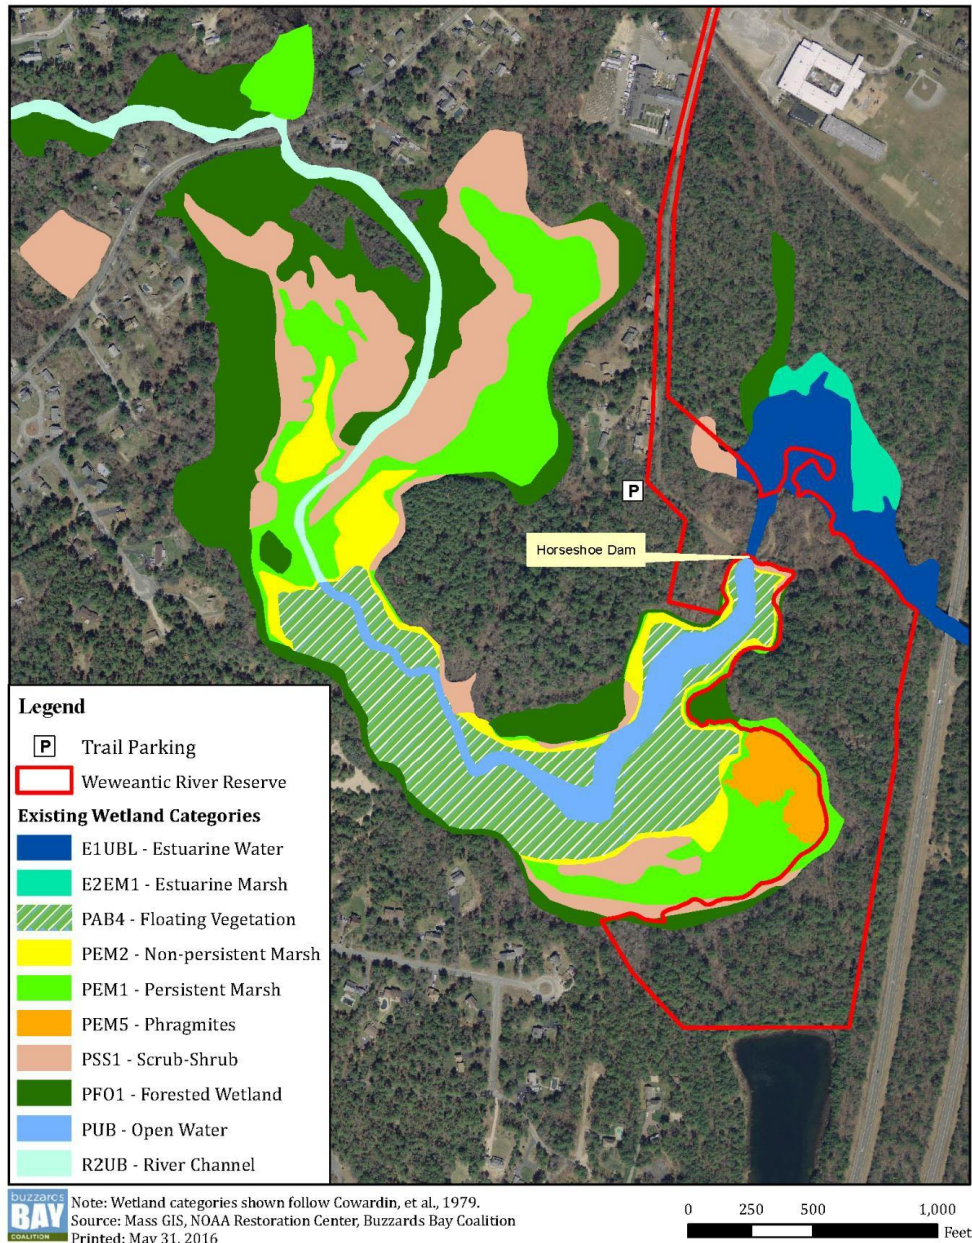 P
Horseshoe Dam
Legend
P Trail Parking
Weweantic River Reserve
Existing Wetland Categories
E1UBL - Estuarine Water
E2EM1 - Estuarine Marsh
PAB4 - Floating Vegetation
PEM2 - Non-persistent Marsh
PEM1 - Persistent Marsh
PEM5 - Phragmites
PSS1 - Scrub-Shrub
PFO1 - Forested Wetland
PUB - Open Water
R2UB - River Channel
buzzards
BAY
COALITION
Note: Wetland categories shown follow Cowardin, et al., 1979.
Source: Mass GIS, NOAA Restoration Center, Buzzards Bay Coalition
Printed: May 31, 2016
0 250 500 1,000
Feet